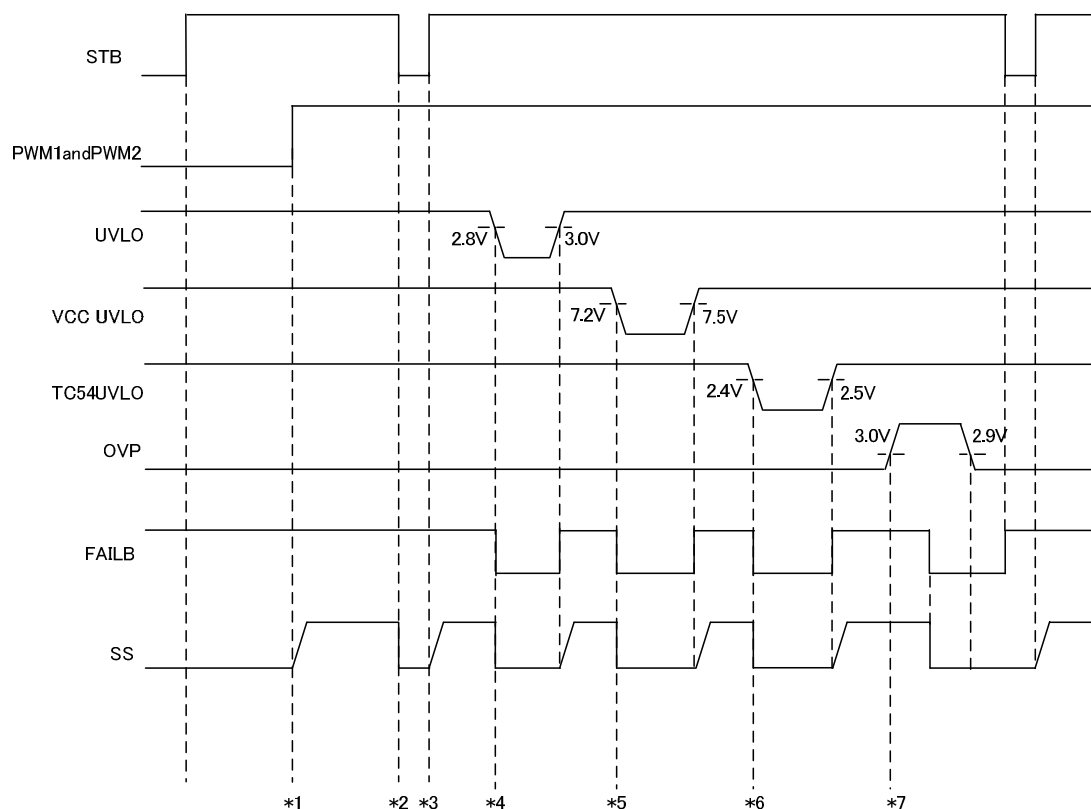 STB
PWM1andPWM2
UVLO
2.8V
3.0V
VCC UVLO
7.2V
7.5V
TC54UVLO
2.4V
2.5V
OVP
3.0V
2.9V
FAILB
SS
*1
*2
*3
*4
*5
*6
*7